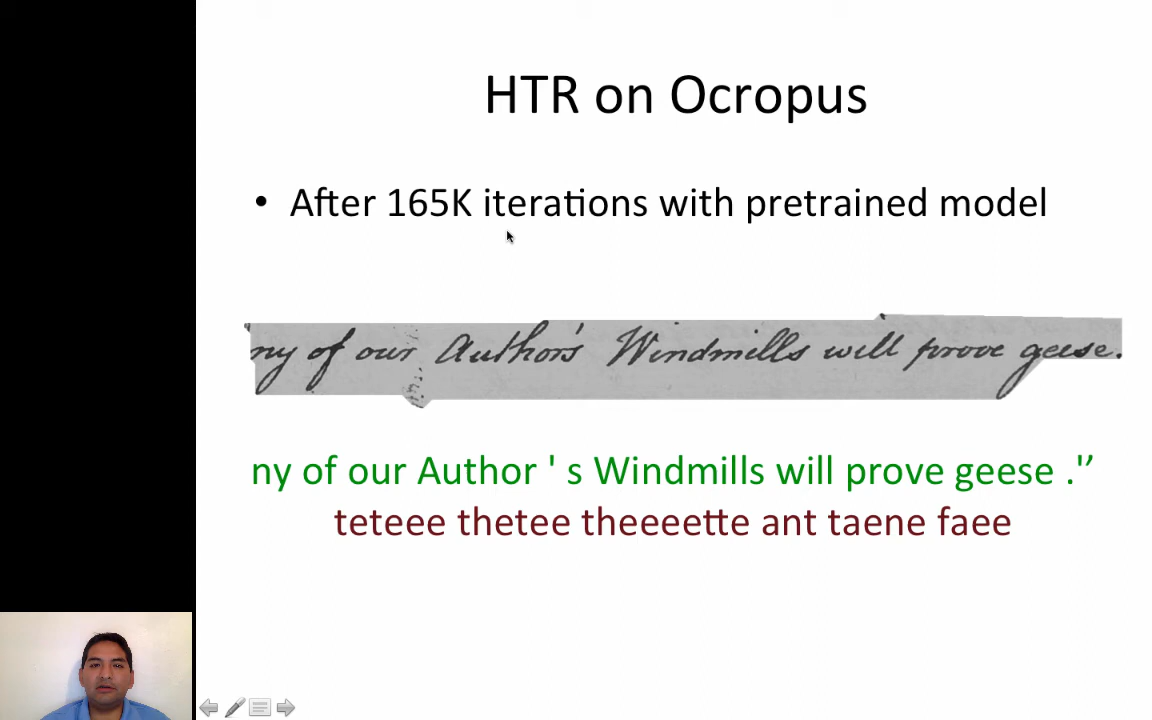 HTR on Ocropus
• After 165K iterations with pretrained model
ny of our Author's Windmills will prove geese.
ny of our Author ' s Windmills will prove geese .'’
teteee thetee theeeette ant taene faee